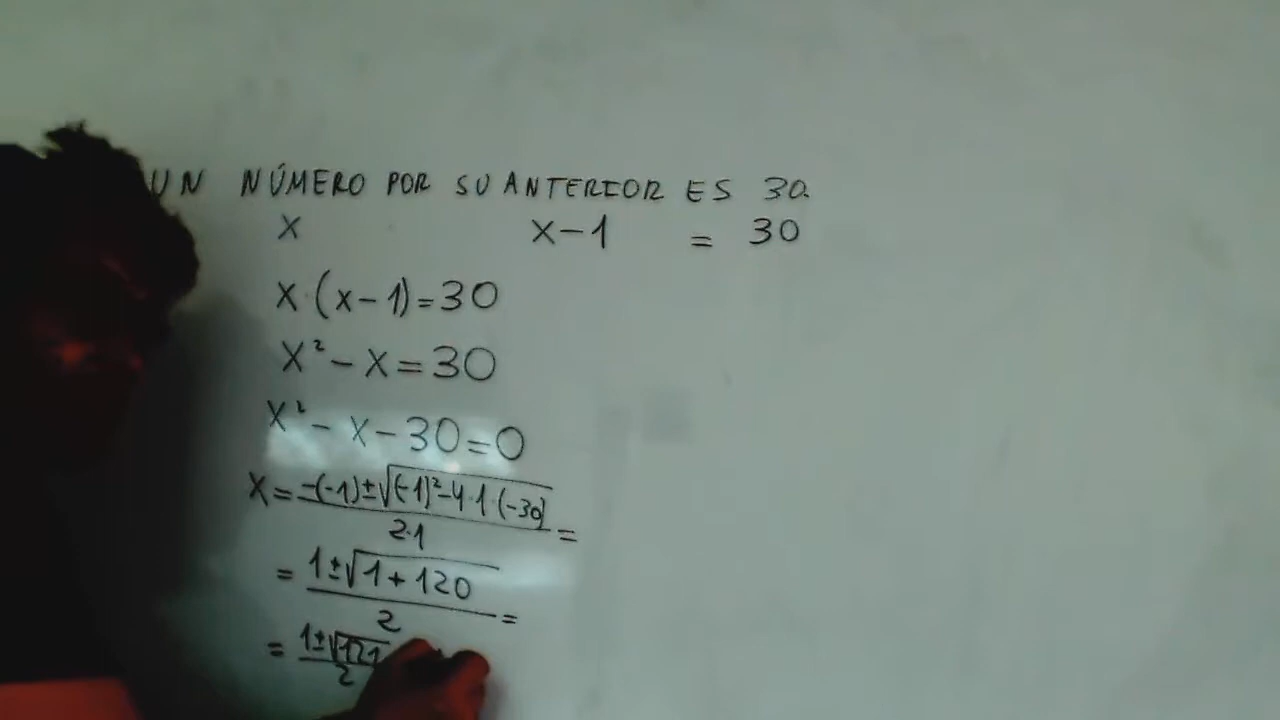 UN NÚMERO POR SU ANTERIOR ES 30.
x x-1 = 30
x·(x-1)=30
x²-x=30
x²-x-30=0
x = -(-1)±√(-1)²-4·1·(-30) / 2·1 =
= 1±√1+120 / 2 =
= 1±√121 / 2